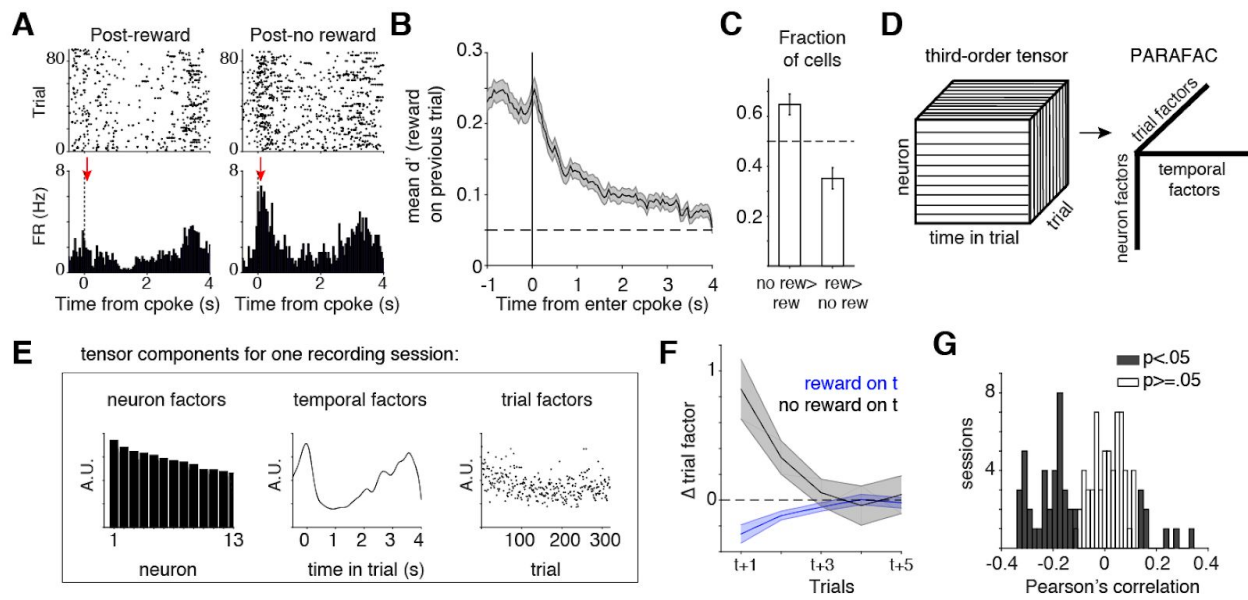 A
Post-reward
Post-no reward
80
Trial
0
8
FR (Hz)
0
0 4
0 4
Time from cpoke (s)
Time from cpoke (s)
B
0.3
0.2
0.1
0
mean d' (reward
on previous trial)
-1 0 1 2 3 4
Time from enter cpoke (s)
C
Fraction
of cells
0.6
0.4
0.2
no rew>
rew
rew>
no rew
D
third-order tensor
PARAFAC
neuron
time in trial
trial
trial factors
temporal
factors
neuron factors
E
tensor components for one recording session:
neuron factors
temporal factors
trial factors
A.U.
A.U.
A.U.
1 13
0 1 2 3 4
100 200 300
neuron
time in trial (s)
trial
F
reward on t
no reward on t
1
0
Δ trial factor
t+1 t+3 t+5
Trials
G
p<.05
p>=.05
8
4
0
sessions
-0.4 -0.2 0 0.2 0.4
Pearson's correlation